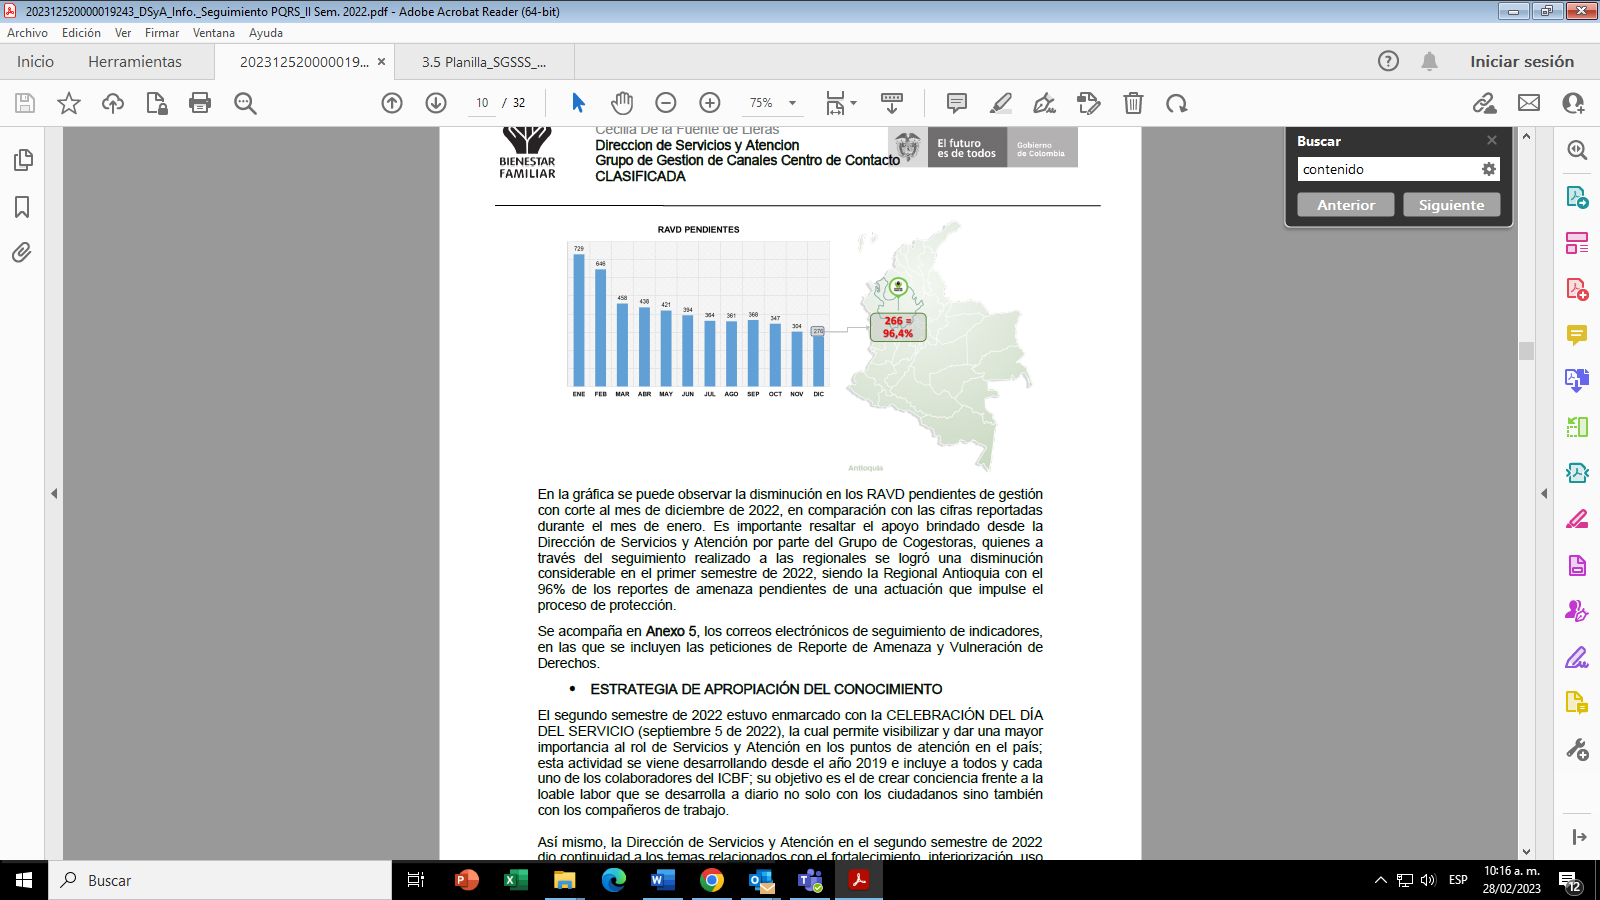 202312520000019243_DSyA_Info._Seguimiento PQRS_II Sem. 2022.pdf - Adobe Acrobat Reader (64-bit)
Archivo Edición Ver Firmar Ventana Ayuda
Inicio Herramientas 202312520000019... × 3.5 Planilla_SGSSS_... Iniciar sesión
10 / 32 75%
Buscar
contenido
Anterior Siguiente
Cecilia De la Fuente de Lleras
Direccion de Servicios y Atencion
Grupo de Gestion de Canales Centro de Contacto
CLASIFICADA
BIENESTAR
FAMILIAR
El futuro
es de todos
Gobierno
de Colombia
RAVD PENDIENTES
729 646 458 438 421 394 364 361 368 347 304 276
ENE FEB MAR ABR MAY JUN JUL AGO SEP OCT NOV DIC
266 =
96,4%
Antioquia
En la gráfica se puede observar la disminución en los RAVD pendientes de gestión
con corte al mes de diciembre de 2022, en comparación con las cifras reportadas
durante el mes de enero. Es importante resaltar el apoyo brindado desde la
Dirección de Servicios y Atención por parte del Grupo de Cogestoras, quienes a
través del seguimiento realizado a las regionales se logró una disminución
considerable en el primer semestre de 2022, siendo la Regional Antioquia con el
96% de los reportes de amenaza pendientes de una actuación que impulse el
proceso de protección.
Se acompaña en Anexo 5, los correos electrónicos de seguimiento de indicadores,
en las que se incluyen las peticiones de Reporte de Amenaza y Vulneración de
Derechos.
• ESTRATEGIA DE APROPIACIÓN DEL CONOCIMIENTO
El segundo semestre de 2022 estuvo enmarcado con la CELEBRACIÓN DEL DÍA
DEL SERVICIO (septiembre 5 de 2022), la cual permite visibilizar y dar una mayor
importancia al rol de Servicios y Atención en los puntos de atención en el país;
esta actividad se viene desarrollando desde el año 2019 e incluye a todos y cada
uno de los colaboradores del ICBF; su objetivo es el de crear conciencia frente a la
loable labor que se desarrolla a diario no solo con los ciudadanos sino también
con los compañeros de trabajo.
Así mismo, la Dirección de Servicios y Atención en el segundo semestre de 2022
dio continuidad a los temas relacionados con el fortalecimiento, interiorización, uso
Buscar
ESP
10:16 a. m.
28/02/2023
12